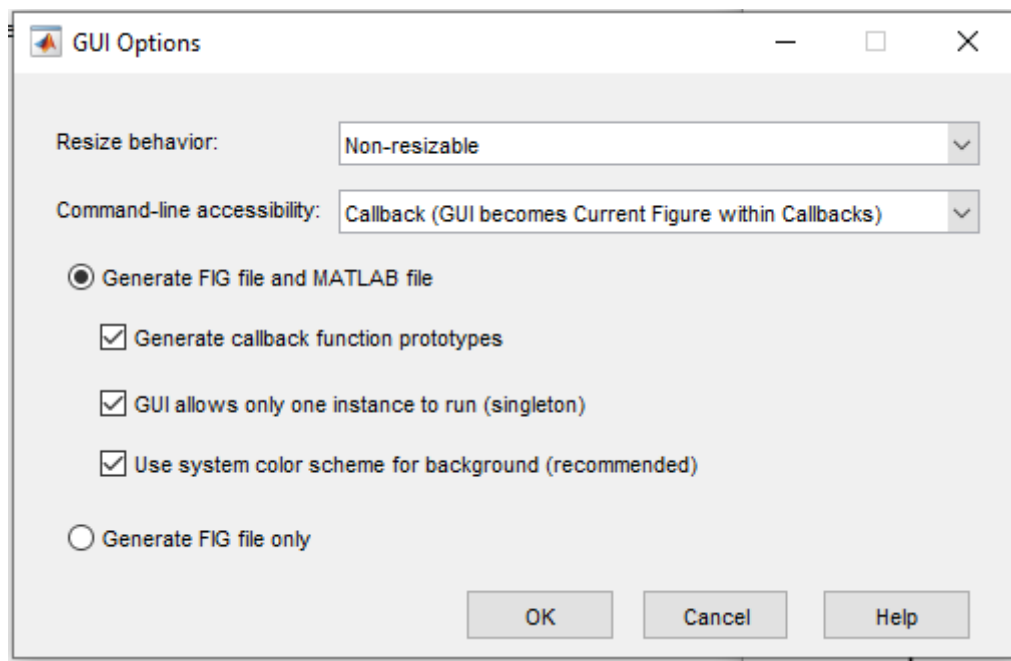 GUI Options
Resize behavior: Non-resizable
Command-line accessibility: Callback (GUI becomes Current Figure within Callbacks)
Generate FIG file and MATLAB file
Generate callback function prototypes
GUI allows only one instance to run (singleton)
Use system color scheme for background (recommended)
Generate FIG file only
OK Cancel Help